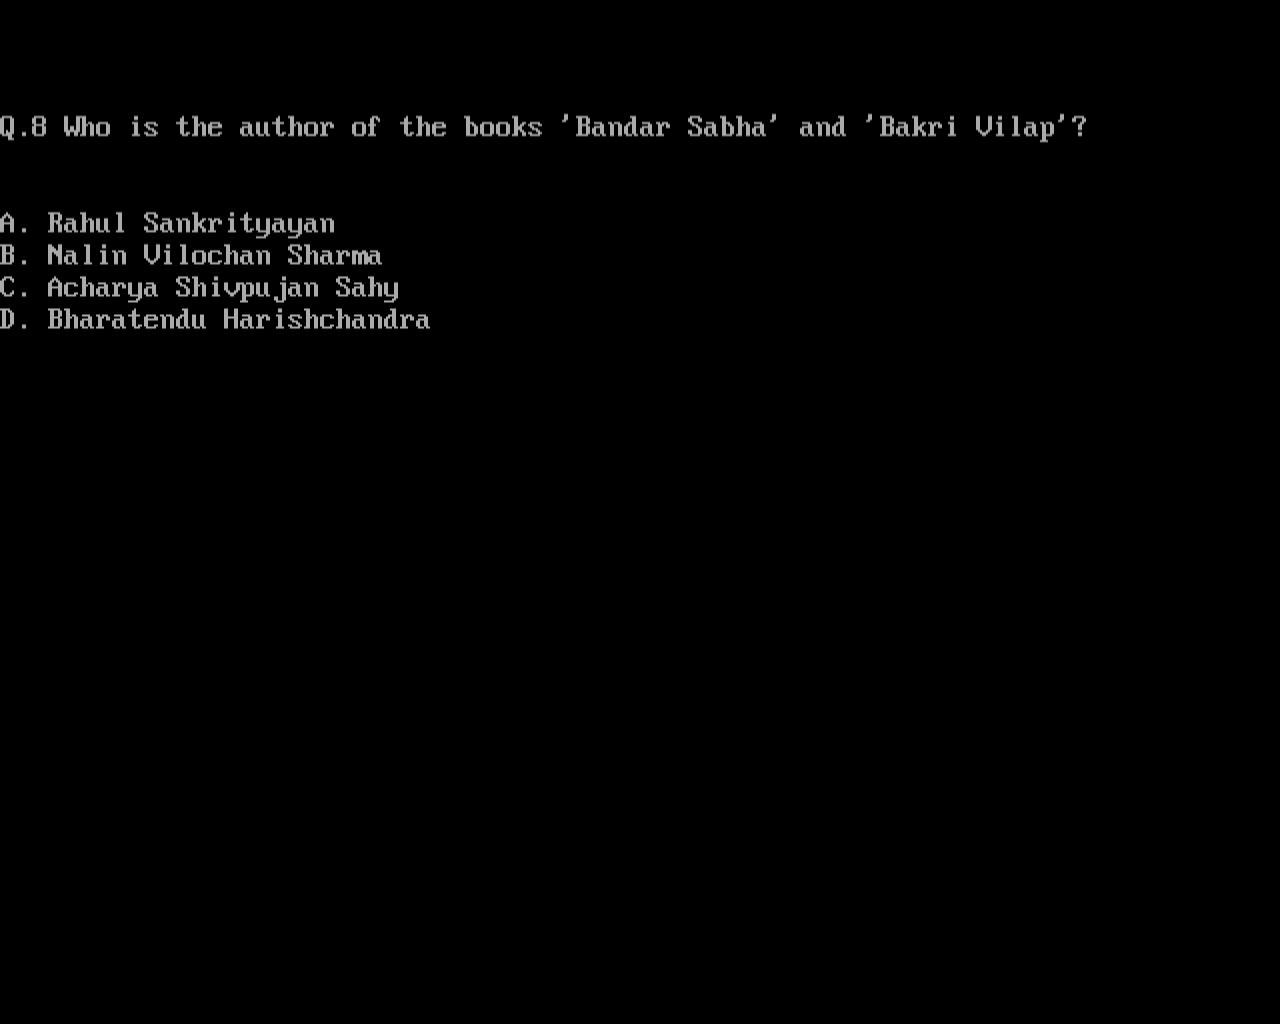 Q.8 Who is the author of the books 'Bandar Sabha' and 'Bakri Vilap'?
A. Rahul Sankrityayan
B. Nalin Vilochan Sharma
C. Acharya Shivpujan Sahy
D. Bharatendu Harishchandra